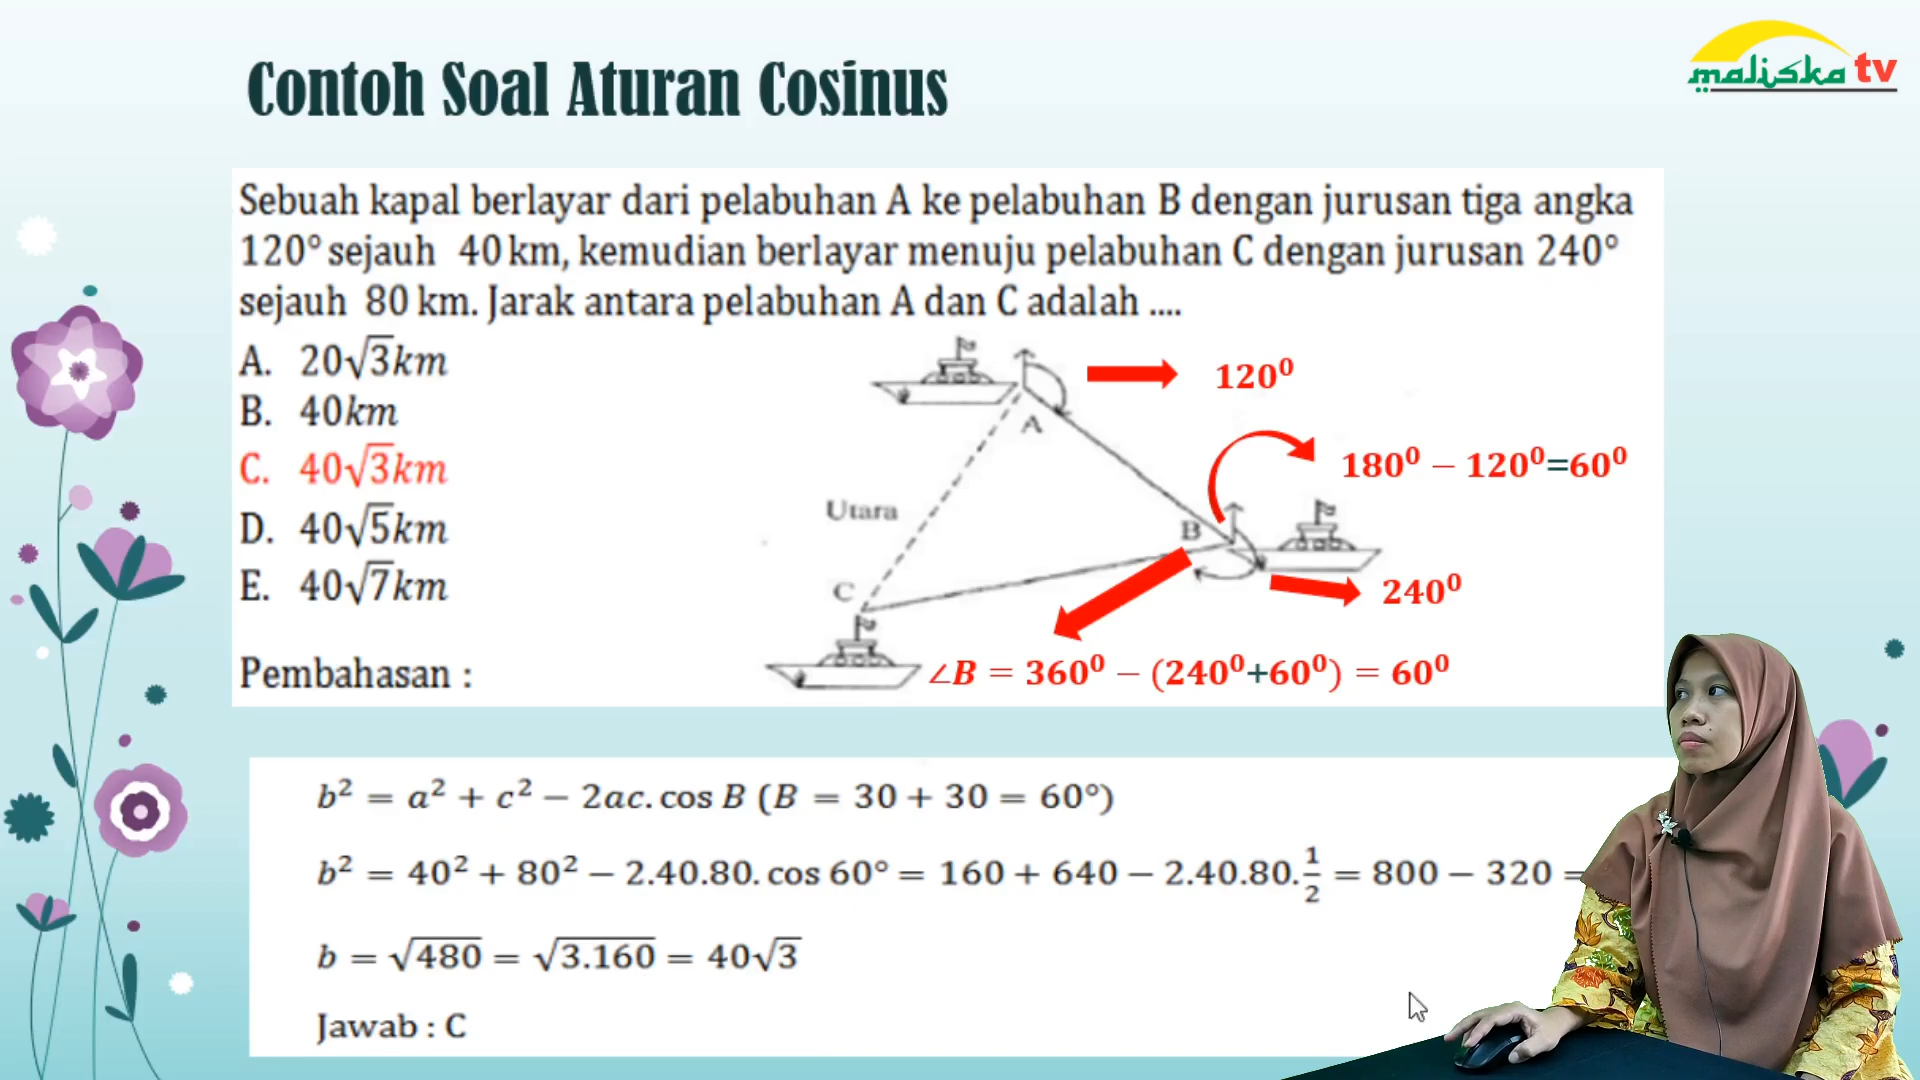 Contoh Soal Aturan Cosinus
maliska tv
Sebuah kapal berlayar dari pelabuhan A ke pelabuhan B dengan jurusan tiga angka
120° sejauh 40 km, kemudian berlayar menuju pelabuhan C dengan jurusan 240°
sejauh 80 km. Jarak antara pelabuhan A dan C adalah ....
A. 20√3km
B. 40km
C. 40√3km
D. 40√5km
E. 40√7km
120⁰
A
180⁰ − 120⁰=60⁰
Utara
B
240⁰
C
∠B = 360⁰ − (240⁰+60⁰) = 60⁰
Pembahasan :
b² = a² + c² − 2ac. cos B (B = 30 + 30 = 60°)
b² = 40² + 80² − 2.40.80. cos 60° = 160 + 640 − 2.40.80. 1/2 = 800 − 320 =
b = √480 = √3.160 = 40√3
Jawab : C